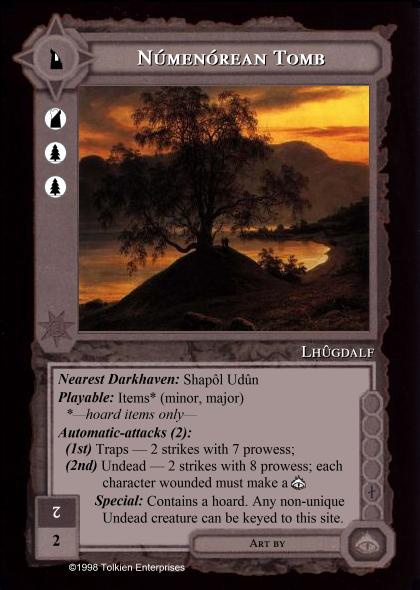 NÚMENÓREAN TOMB
LHÛGDALF
Nearest Darkhaven: Shapôl Udûn
Playable: Items* (minor, major)
*—hoard items only—
Automatic-attacks (2):
(1st) Traps — 2 strikes with 7 prowess;
(2nd) Undead — 2 strikes with 8 prowess; each
character wounded must make a
Special: Contains a hoard. Any non-unique
Undead creature can be keyed to this site.
2
2
ART BY
©1998 Tolkien Enterprises